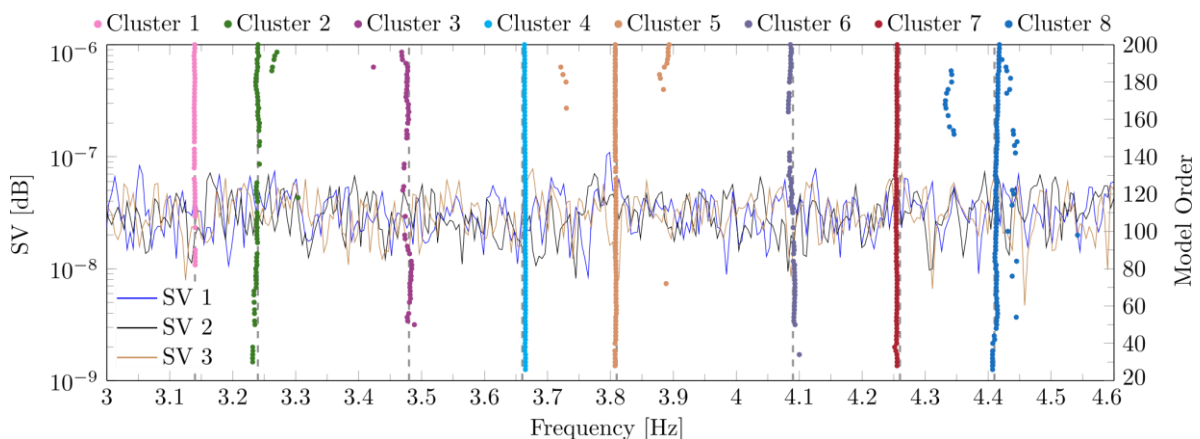 Cluster 1 Cluster 2 Cluster 3 Cluster 4 Cluster 5 Cluster 6 Cluster 7 Cluster 8
10⁻⁶ 200
180
160
10⁻⁷ 140
120
100
10⁻⁸ 80
60
40
10⁻⁹ 20
SV [dB]
Model Order
SV 1
SV 2
SV 3
3 3.1 3.2 3.3 3.4 3.5 3.6 3.7 3.8 3.9 4 4.1 4.2 4.3 4.4 4.5 4.6
Frequency [Hz]